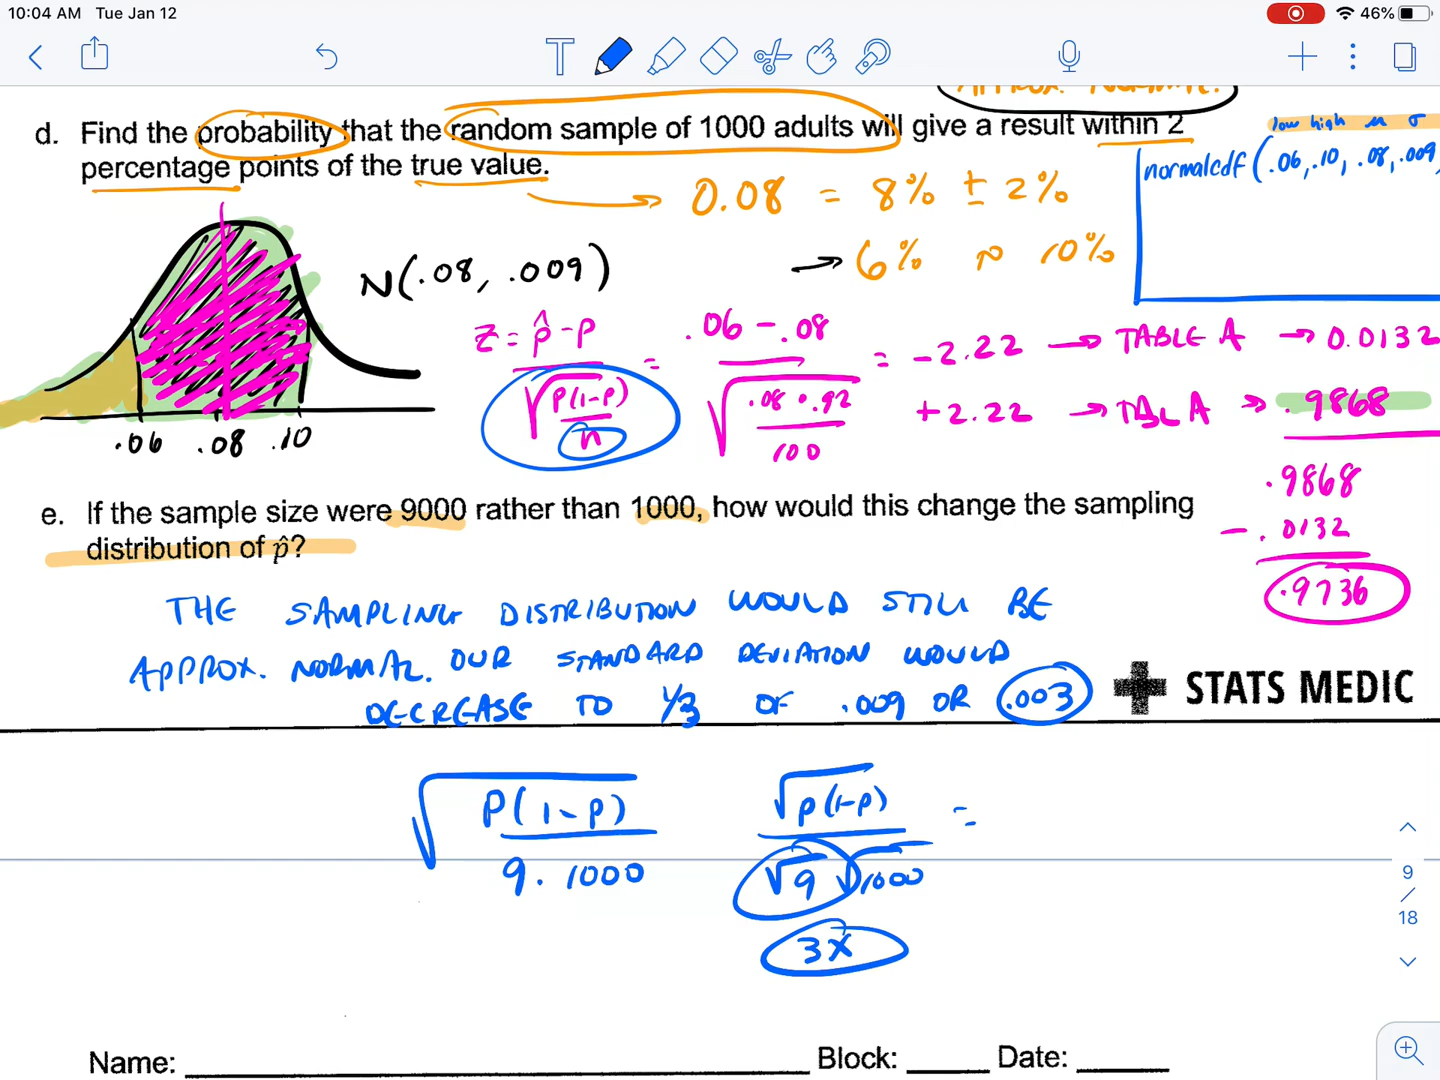 10:04 AM Tue Jan 12
46%
d. Find the probability that the random sample of 1000 adults will give a result within 2
percentage points of the true value.
low high m σ
normalcdf (.06, .10, .08, .009
0.08 = 8% ± 2%
→ 6% ~ 10%
N(.08, .009)
z = p̂ - p / √p(1-p)/n = .06 - .08 / √.08 • .92 / 100 = -2.22 → TABLE A → 0.0132
+2.22 → TABL A → .9868
.06 .08 .10
.9868
- .0132
.9736
e. If the sample size were 9000 rather than 1000, how would this change the sampling
distribution of p̂?
THE SAMPLING DISTRIBUTION WOULD STILL BE
APPROX. NORMAL. OUR STANDARD DEVIATION WOULD
DECREASE TO 1/3 OF .009 OR .003
STATS MEDIC
√P(1-P) / 9 . 1000
√p(1-p) / √9 √1000 =
3x
9
/
18
Name: Block: Date: